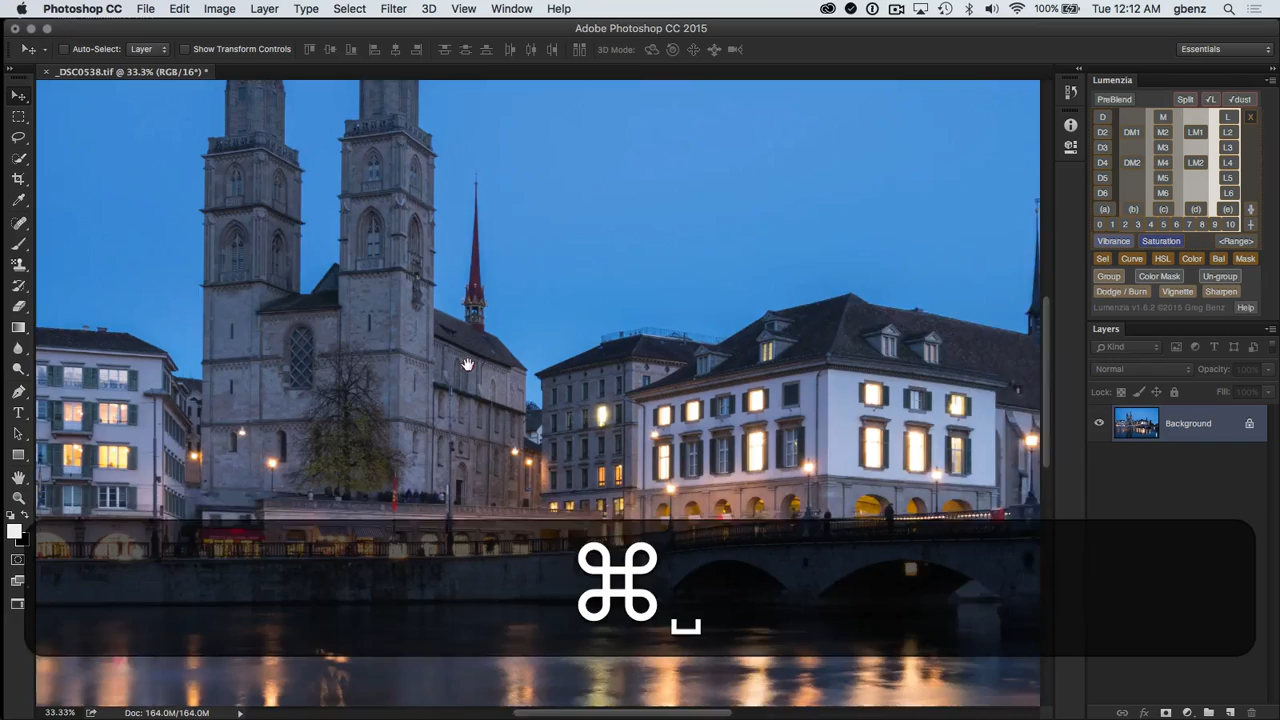 Photoshop CC File Edit Image Layer Type Select Filter 3D View Window Help 100% Tue 12:12 AM gbenz
Adobe Photoshop CC 2015
Auto-Select: Layer Show Transform Controls 3D Mode: Essentials
× _DSC0538.tif @ 33.3% (RGB/16*) *
Lumenzia
PreBlend Split √L √dust
D M L X
D2 DM1 M2 LM1 L2
D3 M3 L3
D4 DM2 M4 LM2 L4
D5 M5 L5
D6 M6 L6
(a) (b) (c) (d) (e)
0 1 2 3 4 5 6 7 8 9 10
Vibrance Saturation <Range>
Sel Curve HSL Color Bal Mask
Group Color Mask Un-group
Dodge / Burn Vignette Sharpen
Lumenzia v1.6.2 ©2015 Greg Benz Help
Layers
Kind
Normal Opacity:
Lock: Fill: 100%
Background
⌘ ␣
33.33% Doc: 164.0M/164.0M